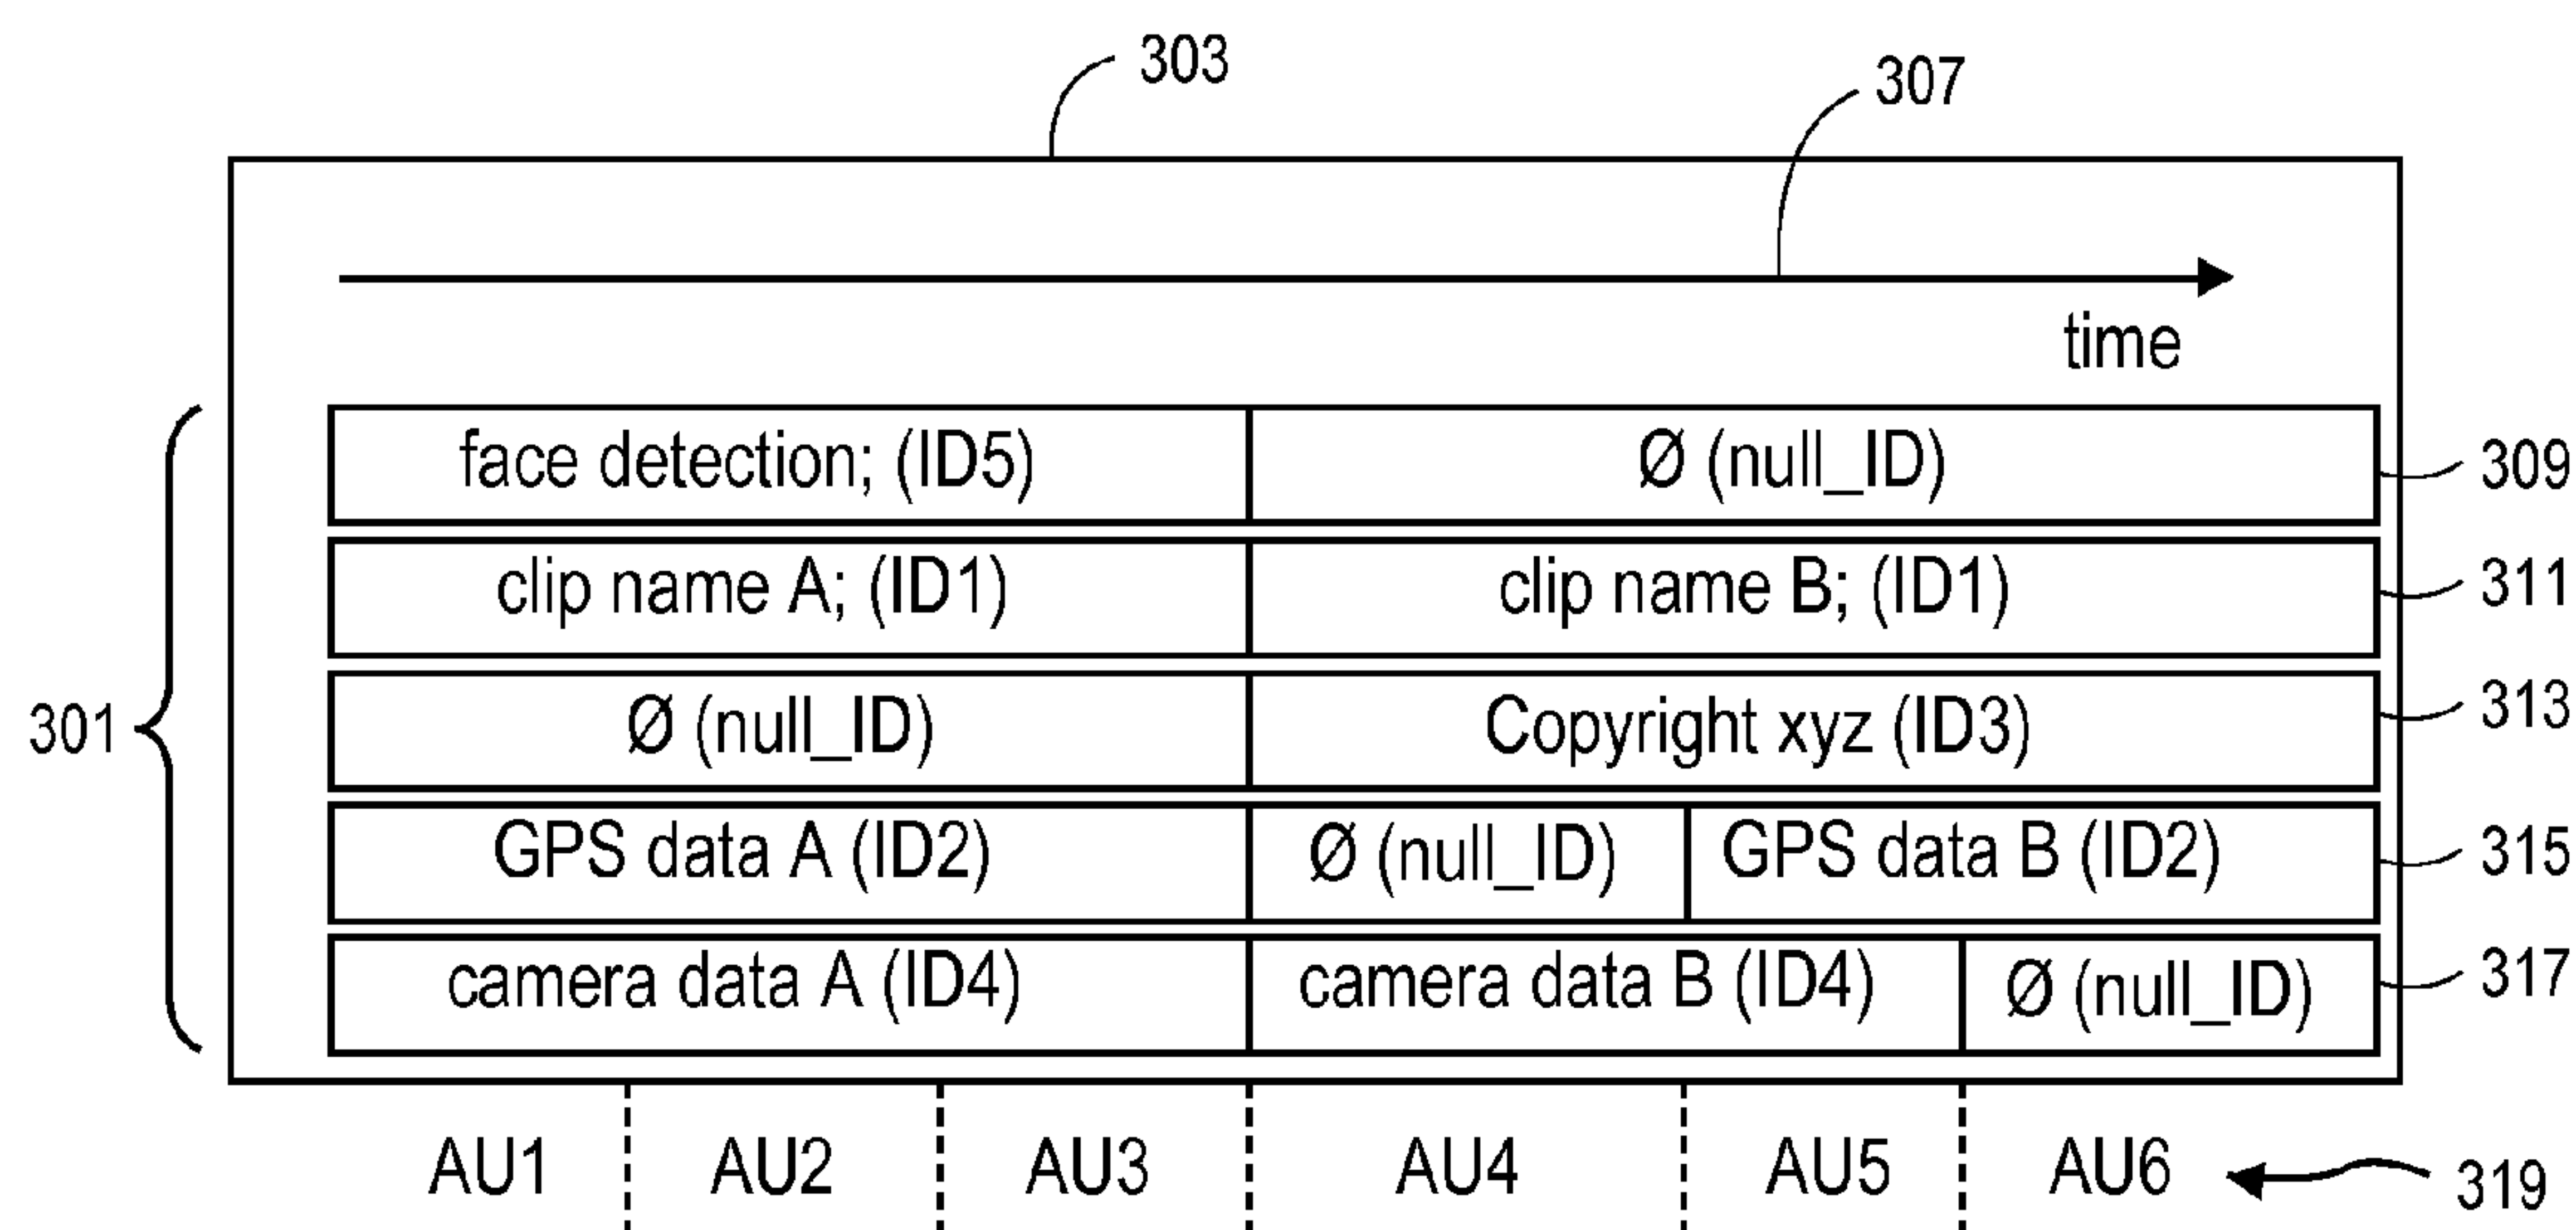 303
307
time
face detection; (ID5) Ø (null_ID) 309
clip name A; (ID1) clip name B; (ID1) 311
301 Ø (null_ID) Copyright xyz (ID3) 313
GPS data A (ID2) Ø (null_ID) GPS data B (ID2) 315
camera data A (ID4) camera data B (ID4) Ø (null_ID) 317
AU1 AU2 AU3 AU4 AU5 AU6 319